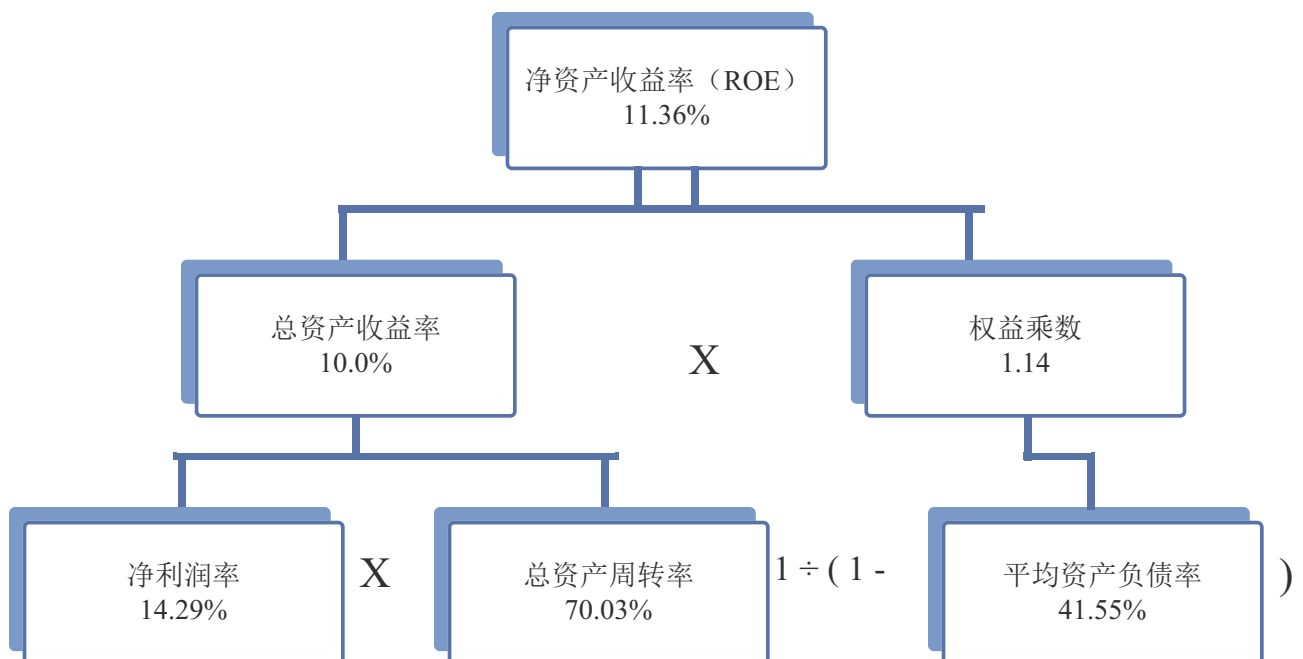 净资产收益率（ROE）
11.36%
总资产收益率
10.0%
X
权益乘数
1.14
净利润率
14.29%
X
总资产周转率
70.03%
1 ÷ ( 1 -
平均资产负债率
41.55%
)